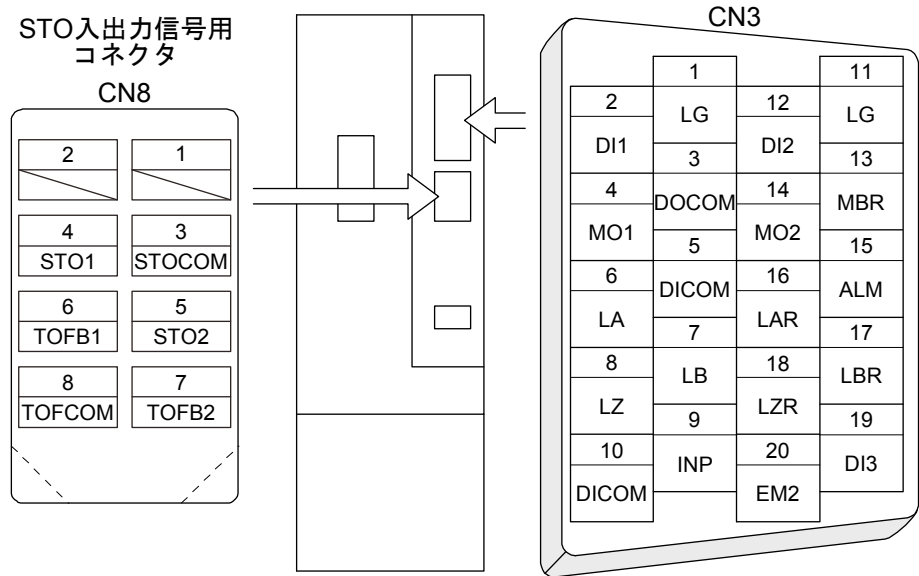 STO入出力信号用
コネクタ
CN8
2
1
4
STO1
3
STOCOM
6
TOFB1
5
STO2
8
TOFCOM
7
TOFB2
CN3
1
LG
11
LG
2
DI1
12
DI2
3
DOCOM
13
MBR
4
MO1
14
MO2
5
DICOM
15
ALM
6
LA
16
LAR
7
LB
17
LBR
8
LZ
18
LZR
9
INP
19
DI3
10
DICOM
20
EM2